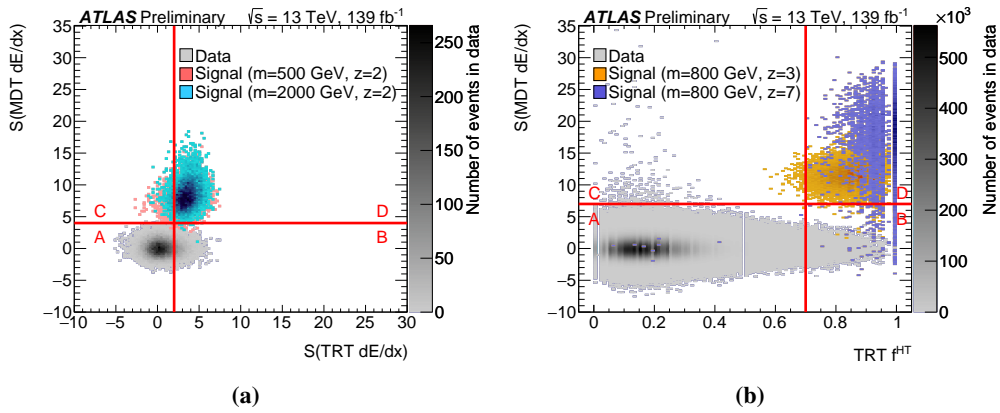 ATLAS Preliminary √s = 13 TeV, 139 fb⁻¹
S(MDT dE/dx)
35
30
25
20
15
10
5
0
−5
−10
Data
Signal (m=500 GeV, z=2)
Signal (m=2000 GeV, z=2)
C D
A B
−10 −5 0 5 10 15 20 25 30
S(TRT dE/dx)
250
200
150
100
50
0
Number of events in data
(a)
ATLAS Preliminary √s = 13 TeV, 139 fb⁻¹ ×10³
S(MDT dE/dx)
35
30
25
20
15
10
5
0
−5
−10
Data
Signal (m=800 GeV, z=3)
Signal (m=800 GeV, z=7)
C D
A B
0 0.2 0.4 0.6 0.8 1
TRT fᴴᵀ
500
400
300
200
100
0
Number of events in data
(b)